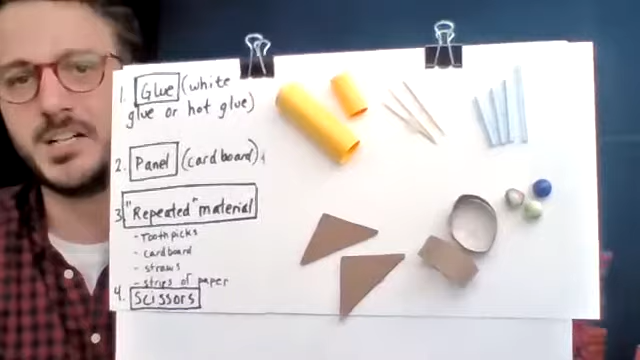 1. Glue (white
glue or hot glue)
2. Panel (cardboard)
3. "Repeated" material
- Toothpicks
- cardboard
- straws
- strips of paper
4. Scissors